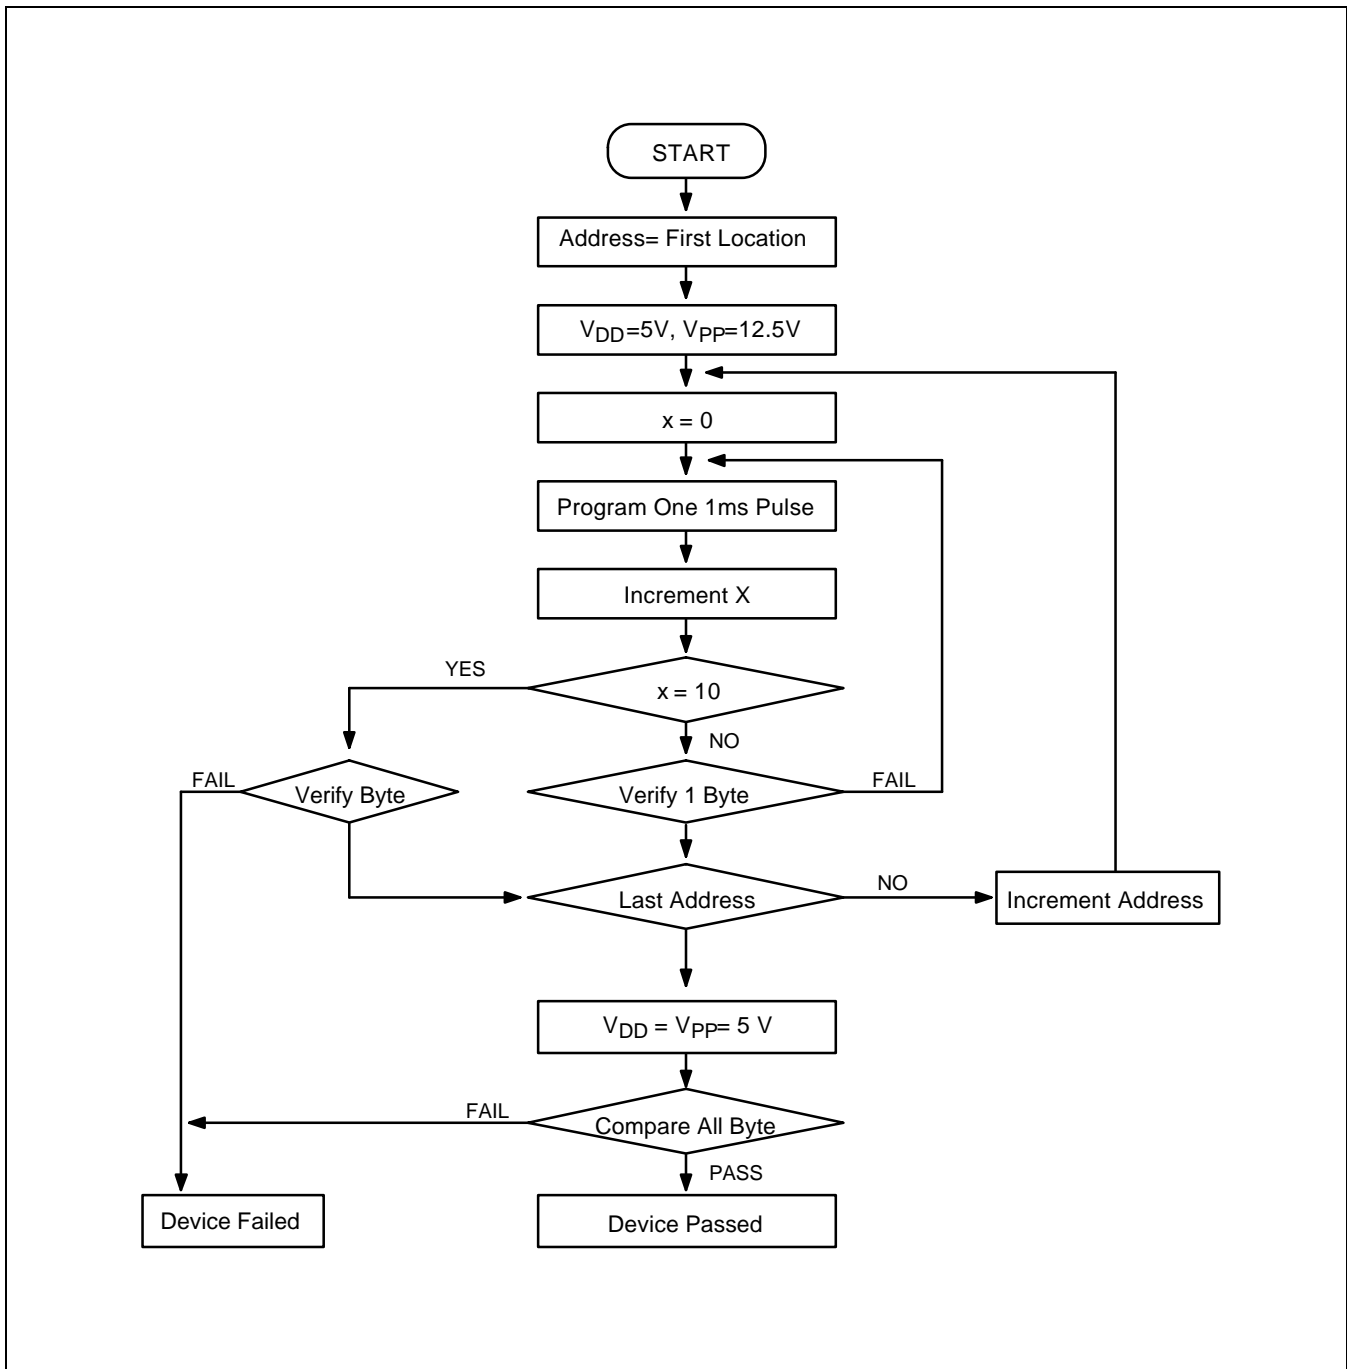 START
Address= First Location
VDD=5V, VPP=12.5V
x = 0
Program One 1ms Pulse
Increment X
YES
x = 10
NO
FAIL
Verify Byte
Verify 1 Byte
FAIL
Last Address
NO
Increment Address
VDD = VPP= 5 V
FAIL
Compare All Byte
PASS
Device Failed
Device Passed